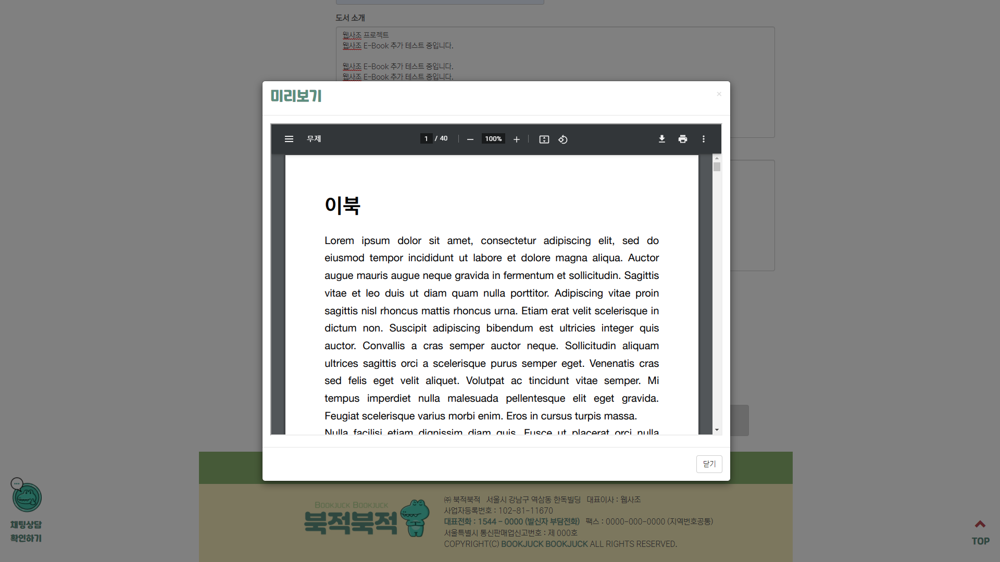 도서 소개
웹사조 프로젝트
웹사조 E-Book 추가 테스트 중입니다.
웹사조 E-Book 추가 테스트 중입니다.
웹사조 E-Book 추가 테스트 중입니다.
미리보기
×
무제
1 / 40
100%
이북
Lorem ipsum dolor sit amet, consectetur adipiscing elit, sed do
eiusmod tempor incididunt ut labore et dolore magna aliqua. Auctor
augue mauris augue neque gravida in fermentum et sollicitudin. Sagittis
vitae et leo duis ut diam quam nulla porttitor. Adipiscing vitae proin
sagittis nisl rhoncus mattis rhoncus urna. Etiam erat velit scelerisque in
dictum non. Suscipit adipiscing bibendum est ultricies integer quis
auctor. Convallis a cras semper auctor neque. Sollicitudin aliquam
ultrices sagittis orci a scelerisque purus semper eget. Venenatis cras
sed felis eget velit aliquet. Volutpat ac tincidunt vitae semper. Mi
tempus imperdiet nulla malesuada pellentesque elit eget gravida.
Feugiat scelerisque varius morbi enim. Eros in cursus turpis massa.
Nulla facilisi etiam dignissim diam quis. Fusce ut placerat orci nulla
닫기
채팅상담
확인하기
BOOKJUCK BOOKJUCK
북적북적
㈜ 북적북적 서울시 강남구 역삼동 한독빌딩 대표이사 : 웹사조
사업자등록번호 : 102-81-11670
대표전화 : 1544 - 0000 (발신자 부담전화) 팩스 : 0000-000-0000 (지역번호공통)
서울특별시 통신판매업신고번호 : 제 000호
COPYRIGHT(C) BOOKJUCK BOOKJUCK ALL RIGHTS RESERVED.
TOP